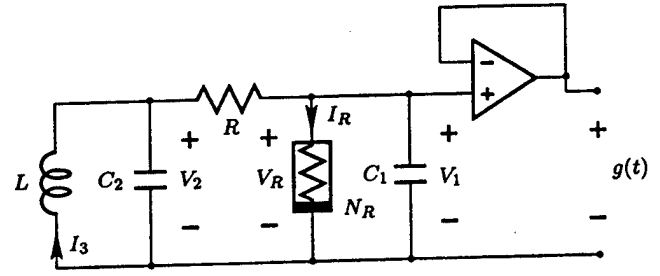 −
+
I_R
R
+
+
+
+
L
C_2
V_2
V_R
C_1
V_1
g(t)
N_R
−
−
−
−
I_3